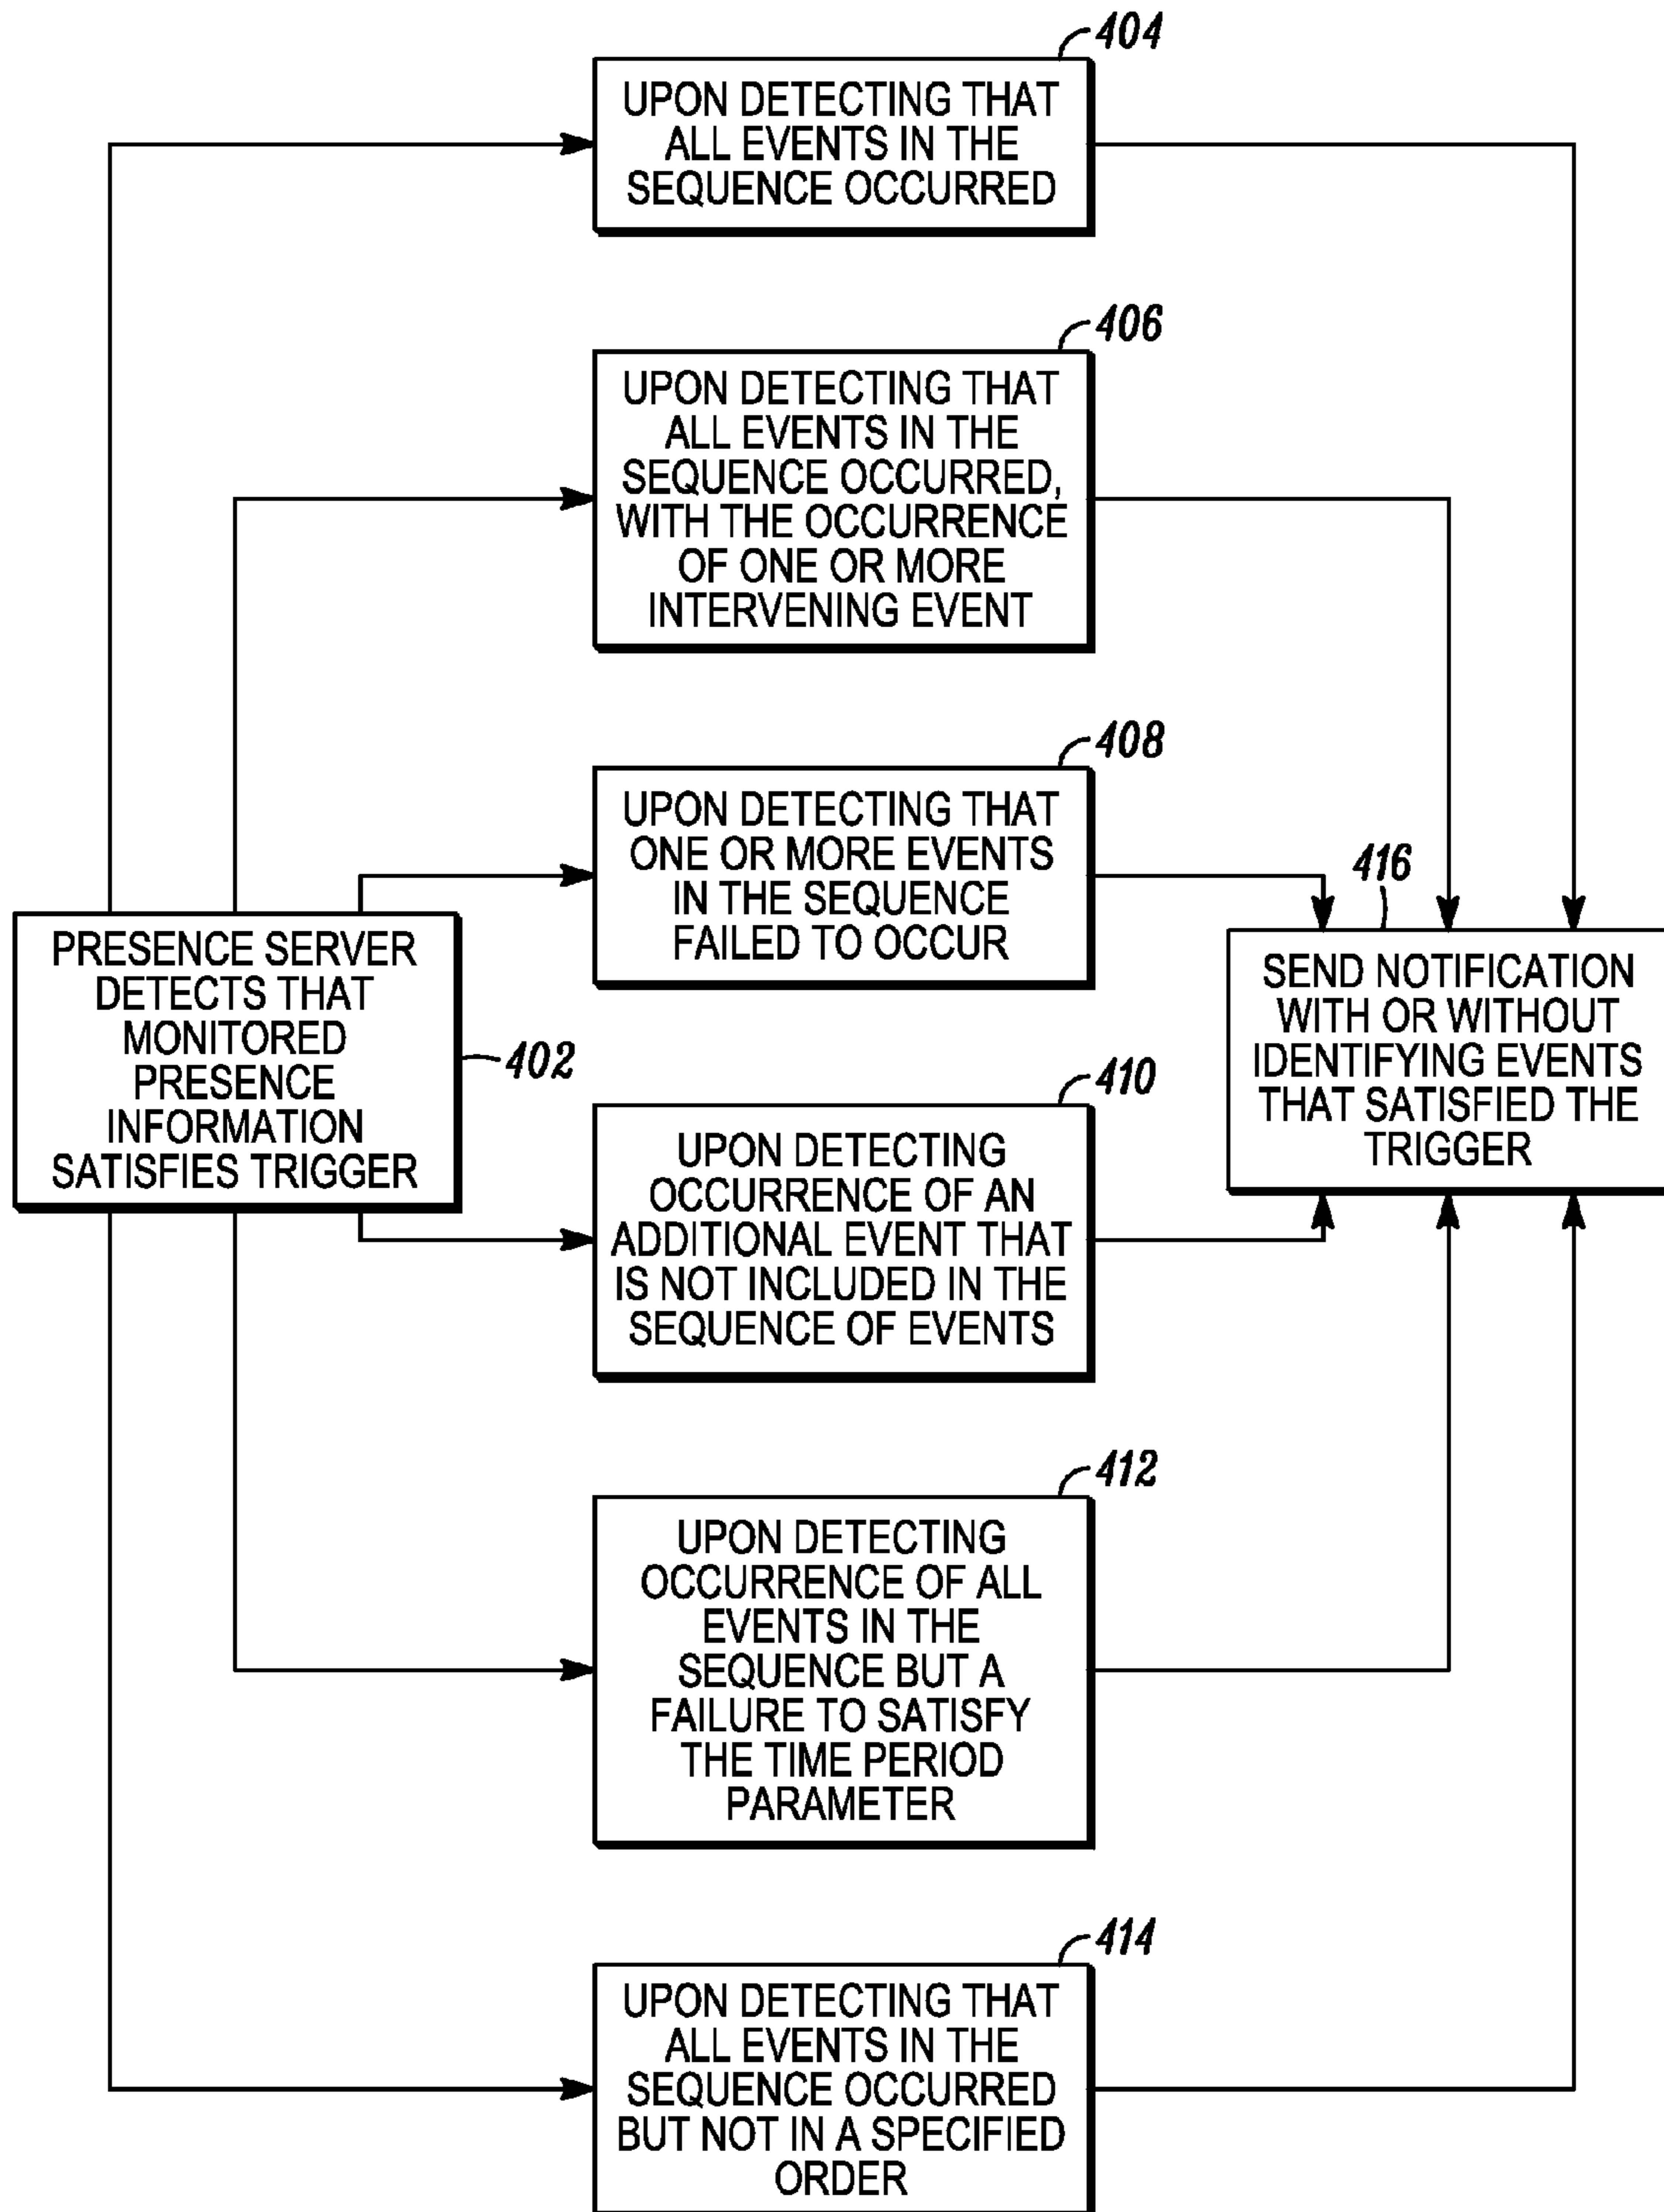 404
UPON DETECTING THAT
ALL EVENTS IN THE
SEQUENCE OCCURRED
406
UPON DETECTING THAT
ALL EVENTS IN THE
SEQUENCE OCCURRED,
WITH THE OCCURRENCE
OF ONE OR MORE
INTERVENING EVENT
408
UPON DETECTING THAT
ONE OR MORE EVENTS
IN THE SEQUENCE
FAILED TO OCCUR
PRESENCE SERVER
DETECTS THAT
MONITORED
PRESENCE
INFORMATION
SATISFIES TRIGGER
402
416
SEND NOTIFICATION
WITH OR WITHOUT
IDENTIFYING EVENTS
THAT SATISFIED THE
TRIGGER
410
UPON DETECTING
OCCURRENCE OF AN
ADDITIONAL EVENT THAT
IS NOT INCLUDED IN THE
SEQUENCE OF EVENTS
412
UPON DETECTING
OCCURRENCE OF ALL
EVENTS IN THE
SEQUENCE BUT A
FAILURE TO SATISFY
THE TIME PERIOD
PARAMETER
414
UPON DETECTING THAT
ALL EVENTS IN THE
SEQUENCE OCCURRED
BUT NOT IN A SPECIFIED
ORDER